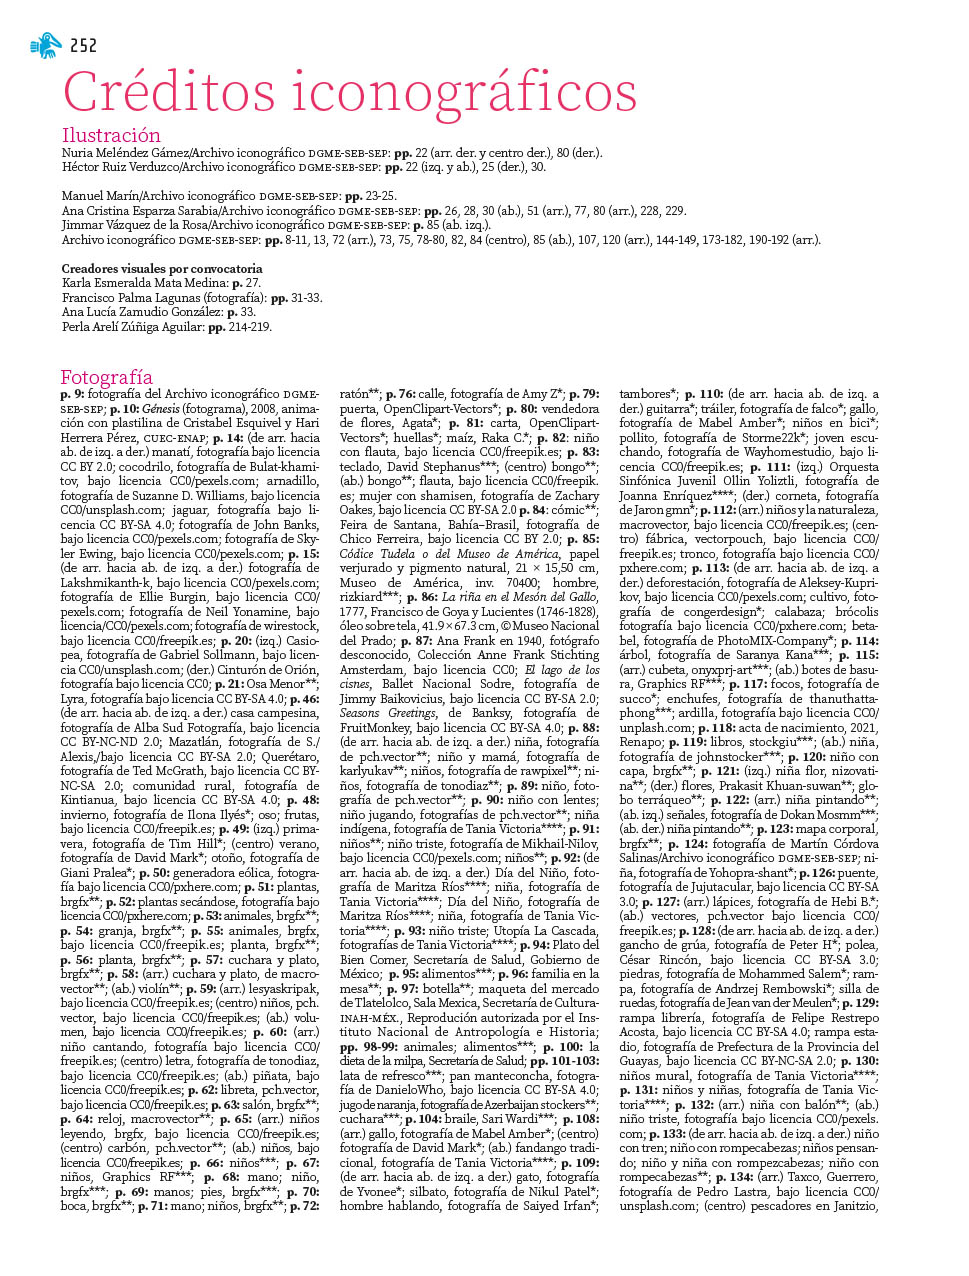 252
Créditos iconográficos
Ilustración
Nuria Meléndez Gámez/Archivo iconográfico DGME-SEB-SEP: pp. 22 (arr. der. y centro der.), 80 (der.).
Héctor Ruiz Verduzco/Archivo iconográfico DGME-SEB-SEP: pp. 22 (izq. y ab.), 25 (der.), 30.
Manuel Marín/Archivo iconográfico DGME-SEB-SEP: pp. 23-25.
Ana Cristina Esparza Sarabia/Archivo iconográfico DGME-SEB-SEP: pp. 26, 28, 30 (ab.), 51 (arr.), 77, 80 (arr.), 228, 229.
Jimmar Vázquez de la Rosa/Archivo iconográfico DGME-SEB-SEP: p. 85 (ab. izq.).
Archivo iconográfico DGME-SEB-SEP: pp. 8-11, 13, 72 (arr.), 73, 75, 78-80, 82, 84 (centro), 85 (ab.), 107, 120 (arr.), 144-149, 173-182, 190-192 (arr.).
Creadores visuales por convocatoria
Karla Esmeralda Mata Medina: p. 27.
Francisco Palma Lagunas (fotografía): pp. 31-33.
Ana Lucía Zamudio González: p. 33.
Perla Arelí Zúñiga Aguilar: pp. 214-219.
Fotografía
p. 9: fotografía del Archivo iconográfico DGME-
SEB-SEP; p. 10: Génesis (fotograma), 2008, anima-
ción con plastilina de Cristabel Esquivel y Hari
Herrera Pérez, CUEC-ENAP; p. 14: (de arr. hacia
ab. de izq. a der.) manatí, fotografía bajo licencia
CC BY 2.0; cocodrilo, fotografía de Bulat-khami-
tov, bajo licencia CC0/pexels.com; arnadillo,
fotografía de Suzanne D. Williams, bajo licencia
CC0/unsplash.com; jaguar, fotografía bajo li-
cencia CC BY-SA 4.0; fotografía de John Banks,
bajo licencia CC0/pexels.com; fotografía de Sky-
ler Ewing, bajo licencia CC0/pexels.com; p. 15:
(de arr. hacia ab. de izq. a der.) fotografía de
Lakshmikanth-k, bajo licencia CC0/pexels.com;
fotografía de Ellie Burgin, bajo licencia CC0/
pexels.com; fotografía de Neil Yonamine, bajo
licencia/CC0/pexels.com; fotografía de wirestock,
bajo licencia CC0/freepik.es; p. 20: (izq.) Casio-
pea, fotografía de Gabriel Sollmann, bajo licen-
cia CC0/unsplash.com; (der.) Cinturón de Orión,
fotografía bajo licencia CC0; p. 21: Osa Menor**;
Lyra, fotografía bajo licencia CC BY-SA 4.0; p. 46:
(de arr. hacia ab. de izq. a der.) casa campesina,
fotografía de Alba Sud Fotografía, bajo licencia
CC BY-NC-ND 2.0; Mazatlán, fotografía de S./
Alexis,/bajo licencia CC BY-SA 2.0; Querétaro,
fotografía de Ted McGrath, bajo licencia CC BY-
NC-SA 2.0; comunidad rural, fotografía de
Kintianua, bajo licencia CC BY-SA 4.0; p. 48:
invierno, fotografía de Ilona Ilyés*; oso; frutas,
bajo licencia CC0/freepik.es; p. 49: (izq.) prima-
vera, fotografía de Tim Hill*; (centro) verano,
fotografía de David Mark*; otoño, fotografía de
Giani Pralea*; p. 50: generadora eólica, fotogra-
fía bajo licencia CC0/pxhere.com; p. 51: plantas,
brgfx**; p. 52: plantas secándose, fotografía bajo
licencia CC0/pxhere.com; p. 53: animales, brgfx**;
p. 54: granja, brgfx**; p. 55: animales, brgfx,
bajo licencia CC0/freepik.es; planta, brgfx**;
p. 56: planta, brgfx**; p. 57: cuchara y plato,
brgfx**; p. 58: (arr.) cuchara y plato, de macro-
vector**; (ab.) violín**; p. 59: (arr.) lesyaskripak,
bajo licencia CC0/freepik.es; (centro) niños, pch.
vector, bajo licencia CC0/freepik.es; (ab.) volu-
men, bajo licencia CC0/freepik.es; p. 60: (arr.)
niño cantando, fotografía bajo licencia CC0/
freepik.es; (centro) letra, fotografía de tonodiaz,
bajo licencia CC0/freepik.es; (ab.) piñata, bajo
licencia CC0/freepik.es; p. 62: libreta, pch.vector,
bajo licencia CC0/freepik.es; p. 63: salón, brgfx**;
p. 64: reloj, macrovector**; p. 65: (arr.) niños
leyendo, brgfx, bajo licencia CC0/freepik.es;
(centro) carbón, pch.vector**; (ab.) niños, bajo
licencia CC0/freepik.es; p. 66: niños***; p. 67:
niños, Graphics RF***; p. 68: mano; niño,
brgfx***; p. 69: manos; pies, brgfx***; p. 70:
boca, brgfx**; p. 71: mano; niños, brgfx**; p. 72:
ratón**; p. 76: calle, fotografía de Amy Z*; p. 79:
puerta, OpenClipart-Vectors*; p. 80: vendedora
de flores, Agata*; p. 81: carta, OpenClipart-
Vectors*; huellas*; maíz, Raka C.*; p. 82: niño
con flauta, bajo licencia CC0/freepik.es; p. 83:
teclado, David Stephanus***; (centro) bongo**;
(ab.) bongo**; flauta, bajo licencia CC0/freepik.
es; mujer con shamisen, fotografía de Zachary
Oakes, bajo licencia CC BY-SA 2.0 p. 84: cómic**;
Feira de Santana, Bahía–Brasil, fotografía de
Chico Ferreira, bajo licencia CC BY 2.0; p. 85:
Códice Tudela o del Museo de América, papel
verjurado y pigmento natural, 21 × 15,50 cm,
Museo de América, inv. 70400; hombre,
rizkiard***; p. 86: La riña en el Mesón del Gallo,
1777, Francisco de Goya y Lucientes (1746-1828),
óleo sobre tela, 41.9 × 67.3 cm, © Museo Nacional
del Prado; p. 87: Ana Frank en 1940, fotógrafo
desconocido, Colección Anne Frank Stichting
Amsterdam, bajo licencia CC0; El lago de los
cisnes, Ballet Nacional Sodre, fotografía de
Jimmy Baikovicius, bajo licencia CC BY-SA 2.0;
Seasons Greetings, de Banksy, fotografía de
FruitMonkey, bajo licencia CC BY-SA 4.0; p. 88:
(de arr. hacia ab. de izq. a der.) niña, fotografía
de pch.vector**; niño y mamá, fotografía de
karlyukav**; niños, fotografía de rawpixel**; ni-
ños, fotografía de tonodiaz**; p. 89: niño, foto-
grafía de pch.vector**; p. 90: niño con lentes;
niño jugando, fotografías de pch.vector**; niña
indígena, fotografía de Tania Victoria****; p. 91:
niños**; niño triste, fotografía de Mikhail-Nilov,
bajo licencia CC0/pexels.com; niños**; p. 92: (de
arr. hacia ab. de izq. a der.) Día del Niño, foto-
grafía de Maritza Ríos****; niña, fotografía de
Tania Victoria****; Día del Niño, fotografía de
Maritza Ríos****; niña, fotografía de Tania Vic-
toria****; p. 93: niño triste; Utopía La Cascada,
fotografías de Tania Victoria****; p. 94: Plato del
Bien Comer, Secretaría de Salud, Gobierno de
México; p. 95: alimentos***; p. 96: familia en la
mesa**; p. 97: botella**; maqueta del mercado
de Tlatelolco, Sala Mexica, Secretaría de Cultura-
INAH-MÉX., Reprodución autorizada por el Ins-
tituto Nacional de Antropología e Historia;
pp. 98-99: animales; alimentos***; p. 100: la
dieta de la milpa, Secretaría de Salud; pp. 101-103:
lata de refresco***; pan manteconcha, fotogra-
fía de DanieloWho, bajo licencia CC BY-SA 4.0;
jugo de naranja, fotografía de Azerbaijan stockers**;
cuchara***; p. 104: braile, Sari Wardi***; p. 108:
(arr.) gallo, fotografía de Mabel Amber*; (centro)
fotografía de David Mark*; (ab.) fandango tradi-
cional, fotografía de Tania Victoria****; p. 109:
(de arr. hacia ab. de izq. a der.) gato, fotografía
de Yvonee*; silbato, fotografía de Nikul Patel*;
hombre hablando, fotografía de Saiyed Irfan*;
tambores*; p. 110: (de arr. hacia ab. de izq. a
der.) guitarra*; tráiler, fotografía de falco*; gallo,
fotografía de Mabel Amber*; niños en bici*;
pollito, fotografía de Storme22k*; joven escu-
chando, fotografía de Wayhomestudio, bajo li-
cencia CC0/freepik.es; p. 111: (izq.) Orquesta
Sinfónica Juvenil Ollin Yoliztli, fotografía de
Joanna Enríquez****; (der.) corneta, fotografía
de Jaron gmn*; p. 112: (arr.) niños y la naturaleza,
macrovector, bajo licencia CC0/freepik.es; (cen-
tro) fábrica, vectorpouch, bajo licencia CC0/
freepik.es; tronco, fotografía bajo licencia CC0/
pxhere.com; p. 113: (de arr. hacia ab. de izq. a
der.) deforestación, fotografía de Aleksey-Kupri-
kov, bajo licencia CC0/pexels.com; cultivo, foto-
grafía de congerdesign*; calabaza; brócolis
fotografía bajo licencia CC0/pxhere.com; beta-
bel, fotografía de PhotoMIX-Company*; p. 114:
árbol, fotografía de Saranya Kana***; p. 115:
(arr.) cubeta, onyxprj-art***; (ab.) botes de basu-
ra, Graphics RF***; p. 117: focos, fotografía de
succo*; enchufes, fotografía de thanuthatta-
phong***; ardilla, fotografía bajo licencia CC0/
unplash.com; p. 118: acta de nacimiento, 2021,
Renapo; p. 119: libros, stockgiu***; (ab.) niña,
fotografía de johnstocker***; p. 120: niño con
capa, brgfx**; p. 121: (izq.) niña flor, nizovati-
na**; (der.) flores, Prakasit Khuan-suwan**; glo-
bo terráqueo**; p. 122: (arr.) niña pintando**;
(ab. izq.) señales, fotografía de Dokan Mosmm***;
(ab. der.) niña pintando**; p. 123: mapa corporal,
brgfx**; p. 124: fotografía de Martín Córdova
Salinas/Archivo iconográfico DGME-SEB-SEP; ni-
ña, fotografía de Yohopra-shant*; p. 126: puente,
fotografía de Jujutacular, bajo licencia CC BY-SA
3.0; p. 127: (arr.) lápices, fotografía de Hebi B.*;
(ab.) vectores, pch.vector bajo licencia CC0/
freepik.es; p. 128: (de arr. hacia ab. de izq. a der.)
gancho de grúa, fotografía de Peter H*; polea,
César Rincón, bajo licencia CC BY-SA 3.0;
piedras, fotografía de Mohammed Salem*; ram-
pa, fotografía de Andrzej Rembowski*; silla de
ruedas, fotografía de Jean van der Meulen*; p. 129:
rampa librería, fotografía de Felipe Restrepo
Acosta, bajo licencia CC BY-SA 4.0; rampa esta-
dio, fotografía de Prefectura de la Provincia del
Guayas, bajo licencia CC BY-NC-SA 2.0; p. 130:
niños mural, fotografía de Tania Victoria****;
p. 131: niños y niñas, fotografía de Tania Vic-
toria****; p. 132: (arr.) niña con balón**, (ab.)
niño triste, fotografía bajo licencia CC0/pexels.
com; p. 133: (de arr. hacia ab. de izq. a der.) niño
con tren; niño con rompecabezas; niños pensan-
do; niño y niña con rompezcabezas; niño con
rompecabezas**; p. 134: (arr.) Taxco, Guerrero,
fotografía de Pedro Lastra, bajo licencia CC0/
unsplash.com; (centro) pescadores en Janitzio,